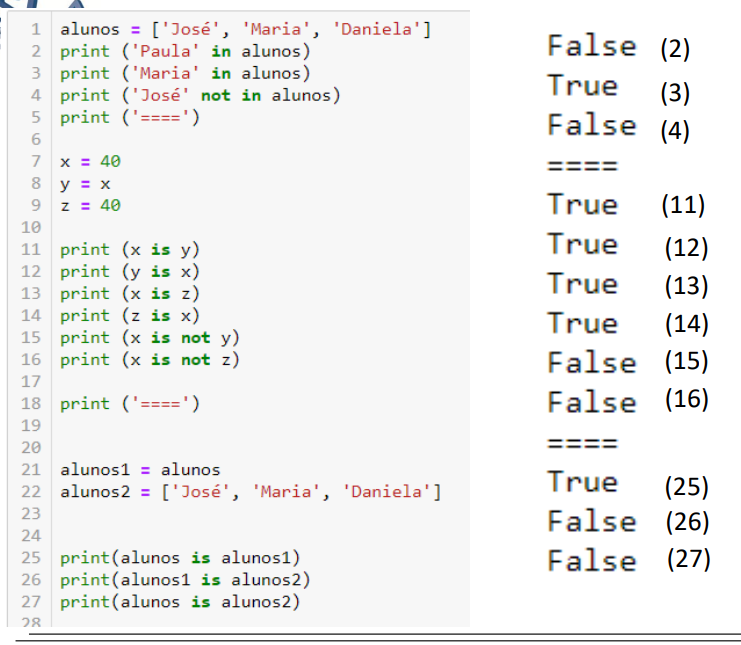 1 alunos = ['José', 'Maria', 'Daniela']
2 print ('Paula' in alunos)
3 print ('Maria' in alunos)
4 print ('José' not in alunos)
5 print ('====')
6
7 x = 40
8 y = x
9 z = 40
10
11 print (x is y)
12 print (y is x)
13 print (x is z)
14 print (z is x)
15 print (x is not y)
16 print (x is not z)
17
18 print ('====')
19
20
21 alunos1 = alunos
22 alunos2 = ['José', 'Maria', 'Daniela']
23
24
25 print(alunos is alunos1)
26 print(alunos1 is alunos2)
27 print(alunos is alunos2)
28
False (2)
True (3)
False (4)
====
True (11)
True (12)
True (13)
True (14)
False (15)
False (16)
====
True (25)
False (26)
False (27)